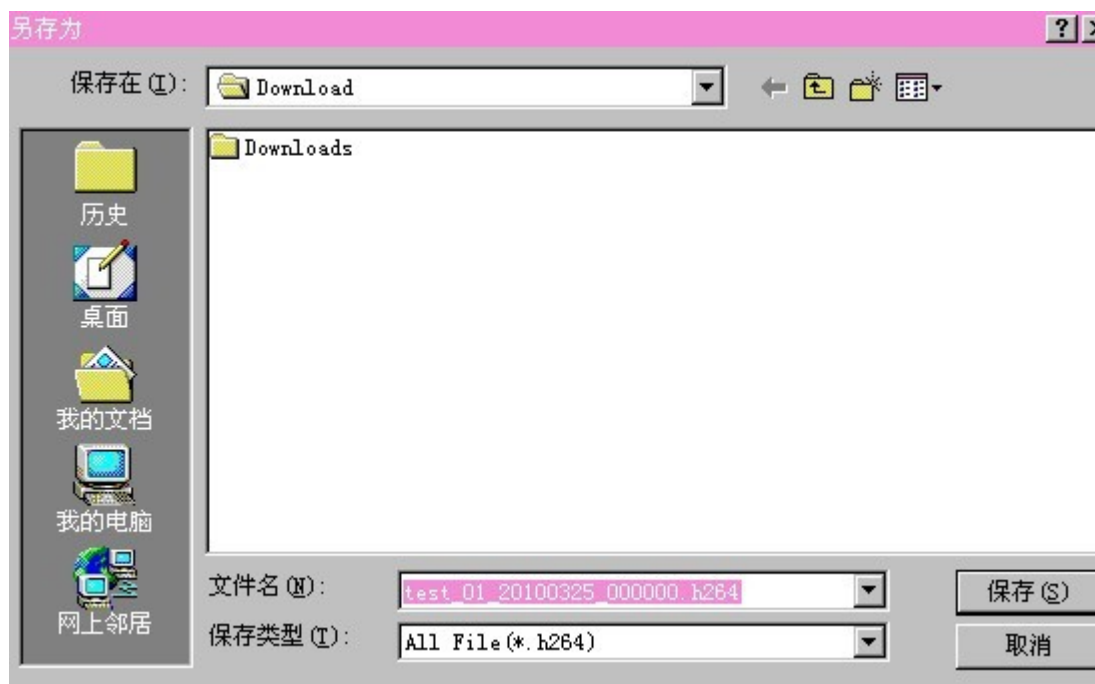 另存为
保存在(I):
Download
Downloads
历史
桌面
我的文档
我的电脑
网上邻居
文件名(N):
test_01_20100325_000000.h264
保存(S)
保存类型(T):
All File(*.h264)
取消